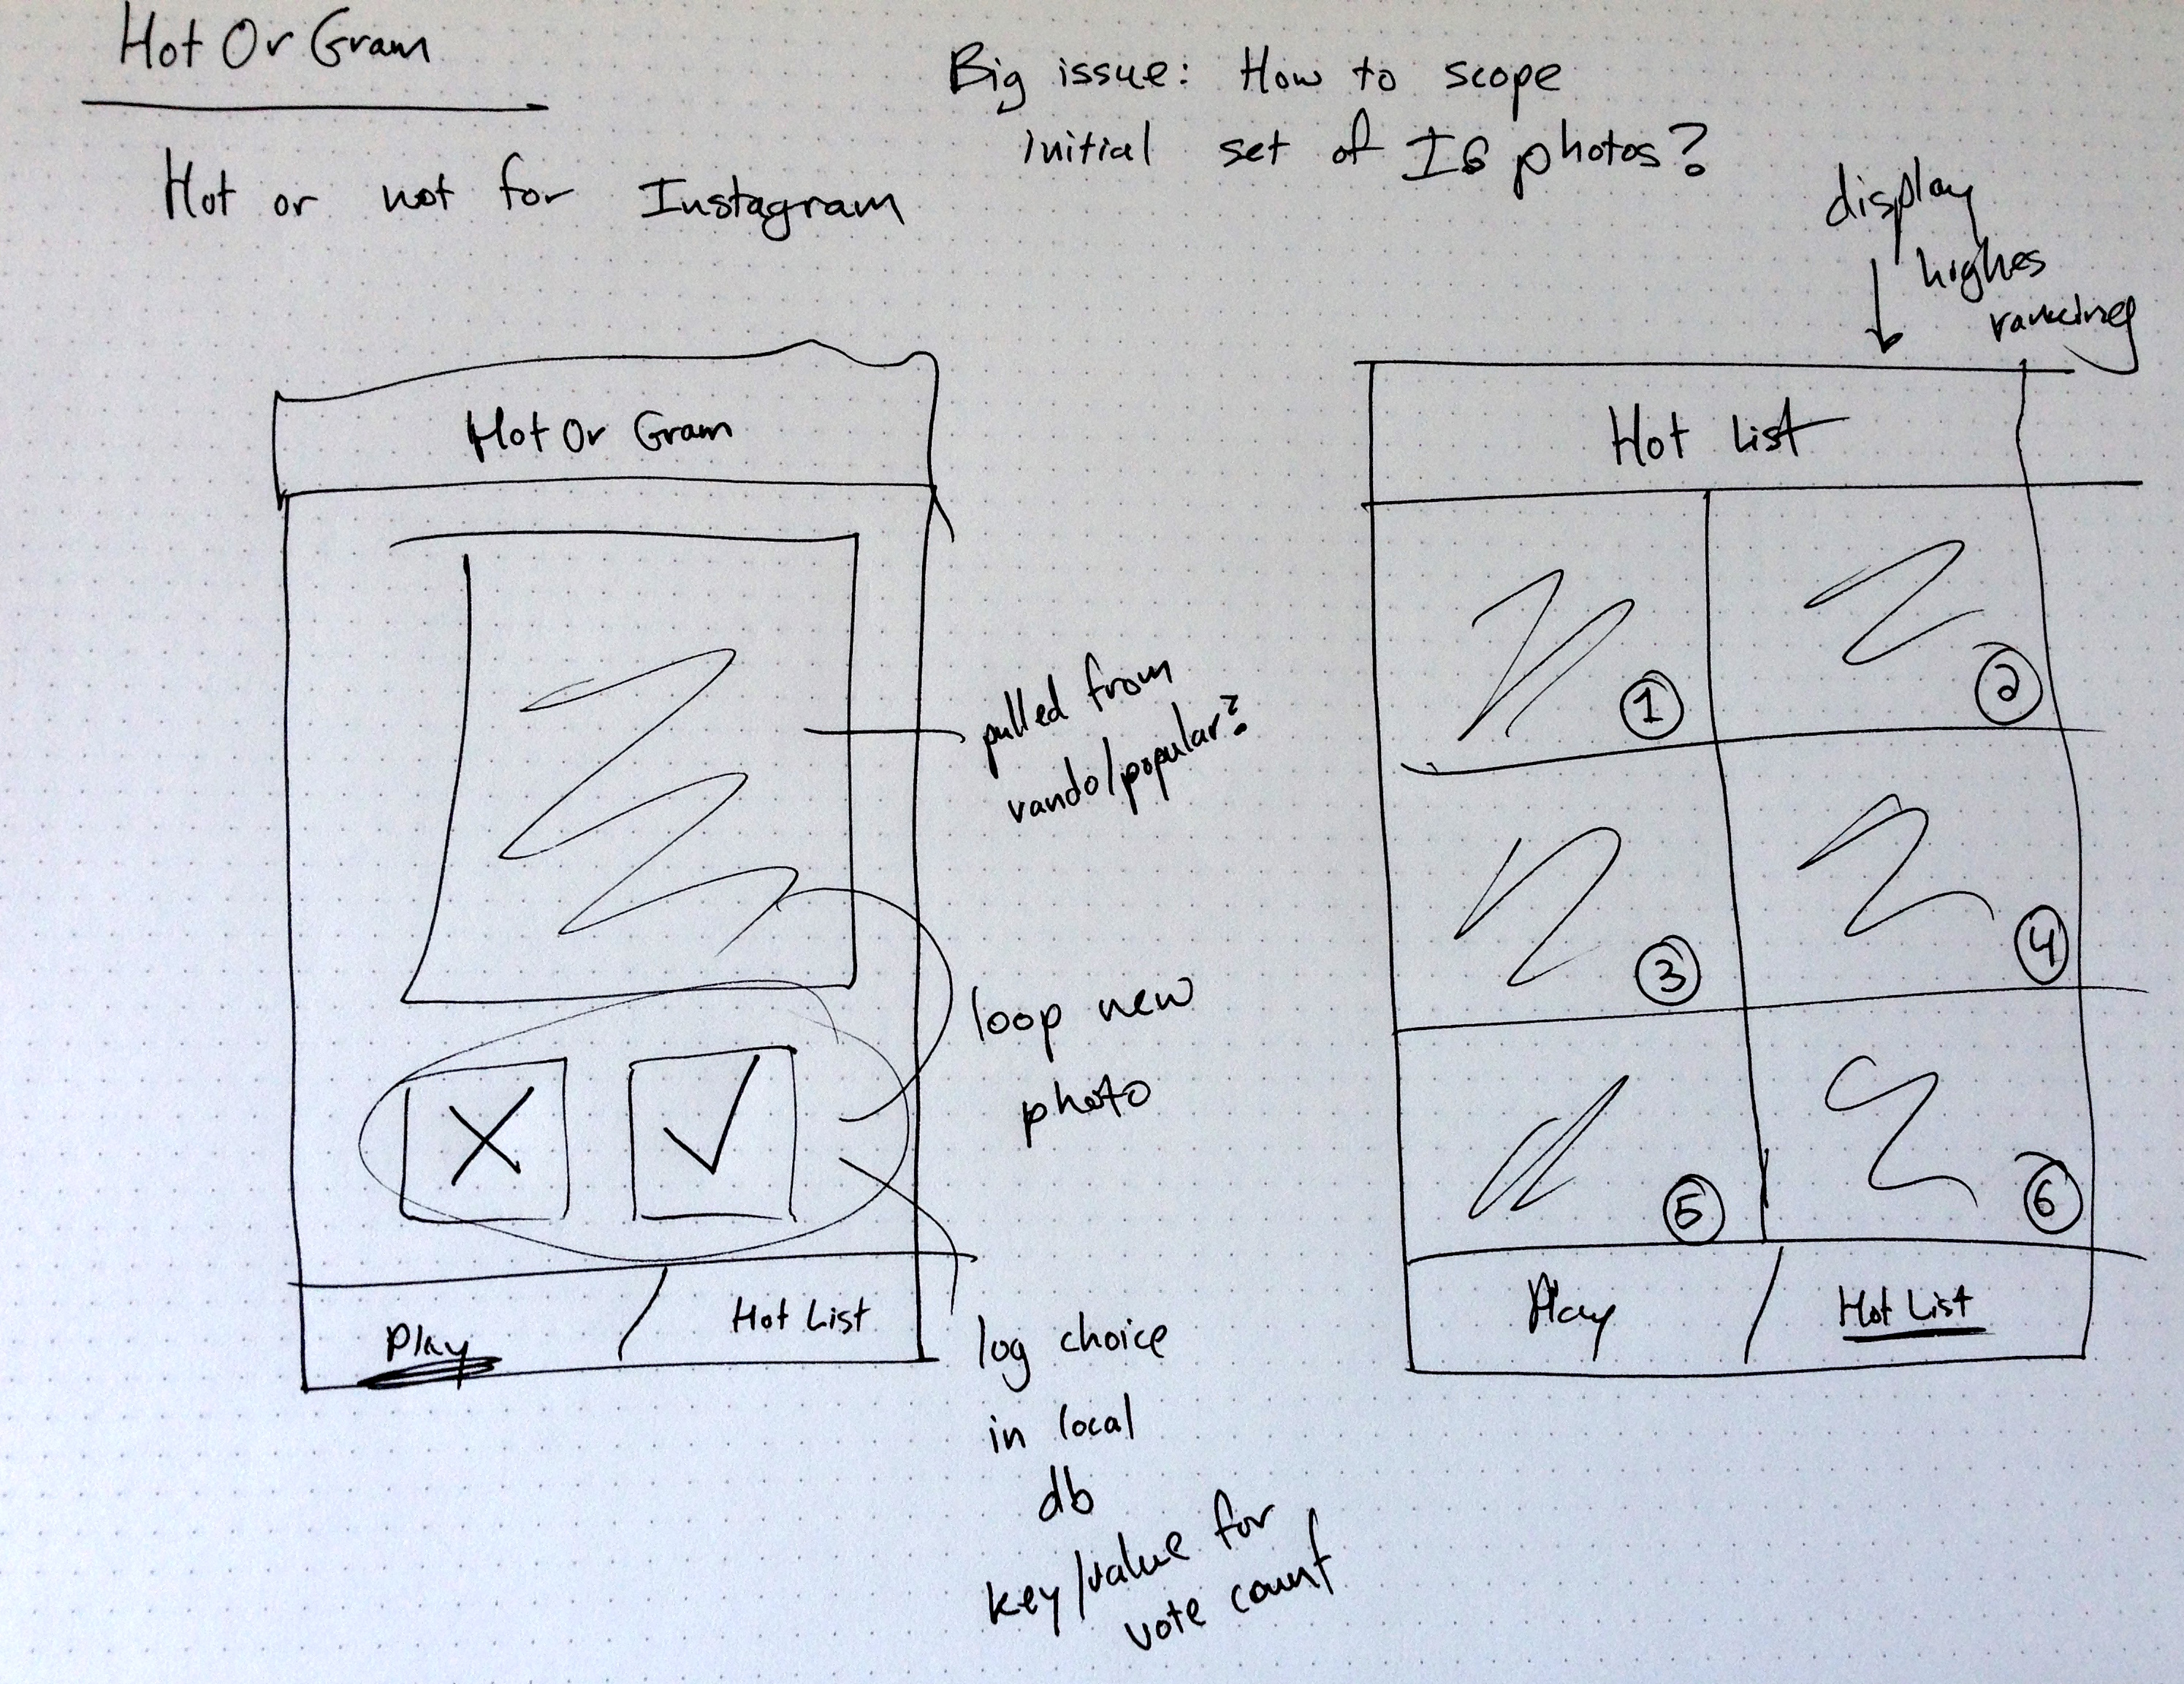 Hot Or Gram
Hot or not for Instagram
Big issue: How to scope
initial set of IG photos?
display
highes
ranking
Hot Or Gram
pulled from
rando/popular?
loop new
photo
X ✓
Play / Hot List
log choice
in local
db
key/value for
vote count
Hot List
1 2
3 4
5 6
Play / Hot List